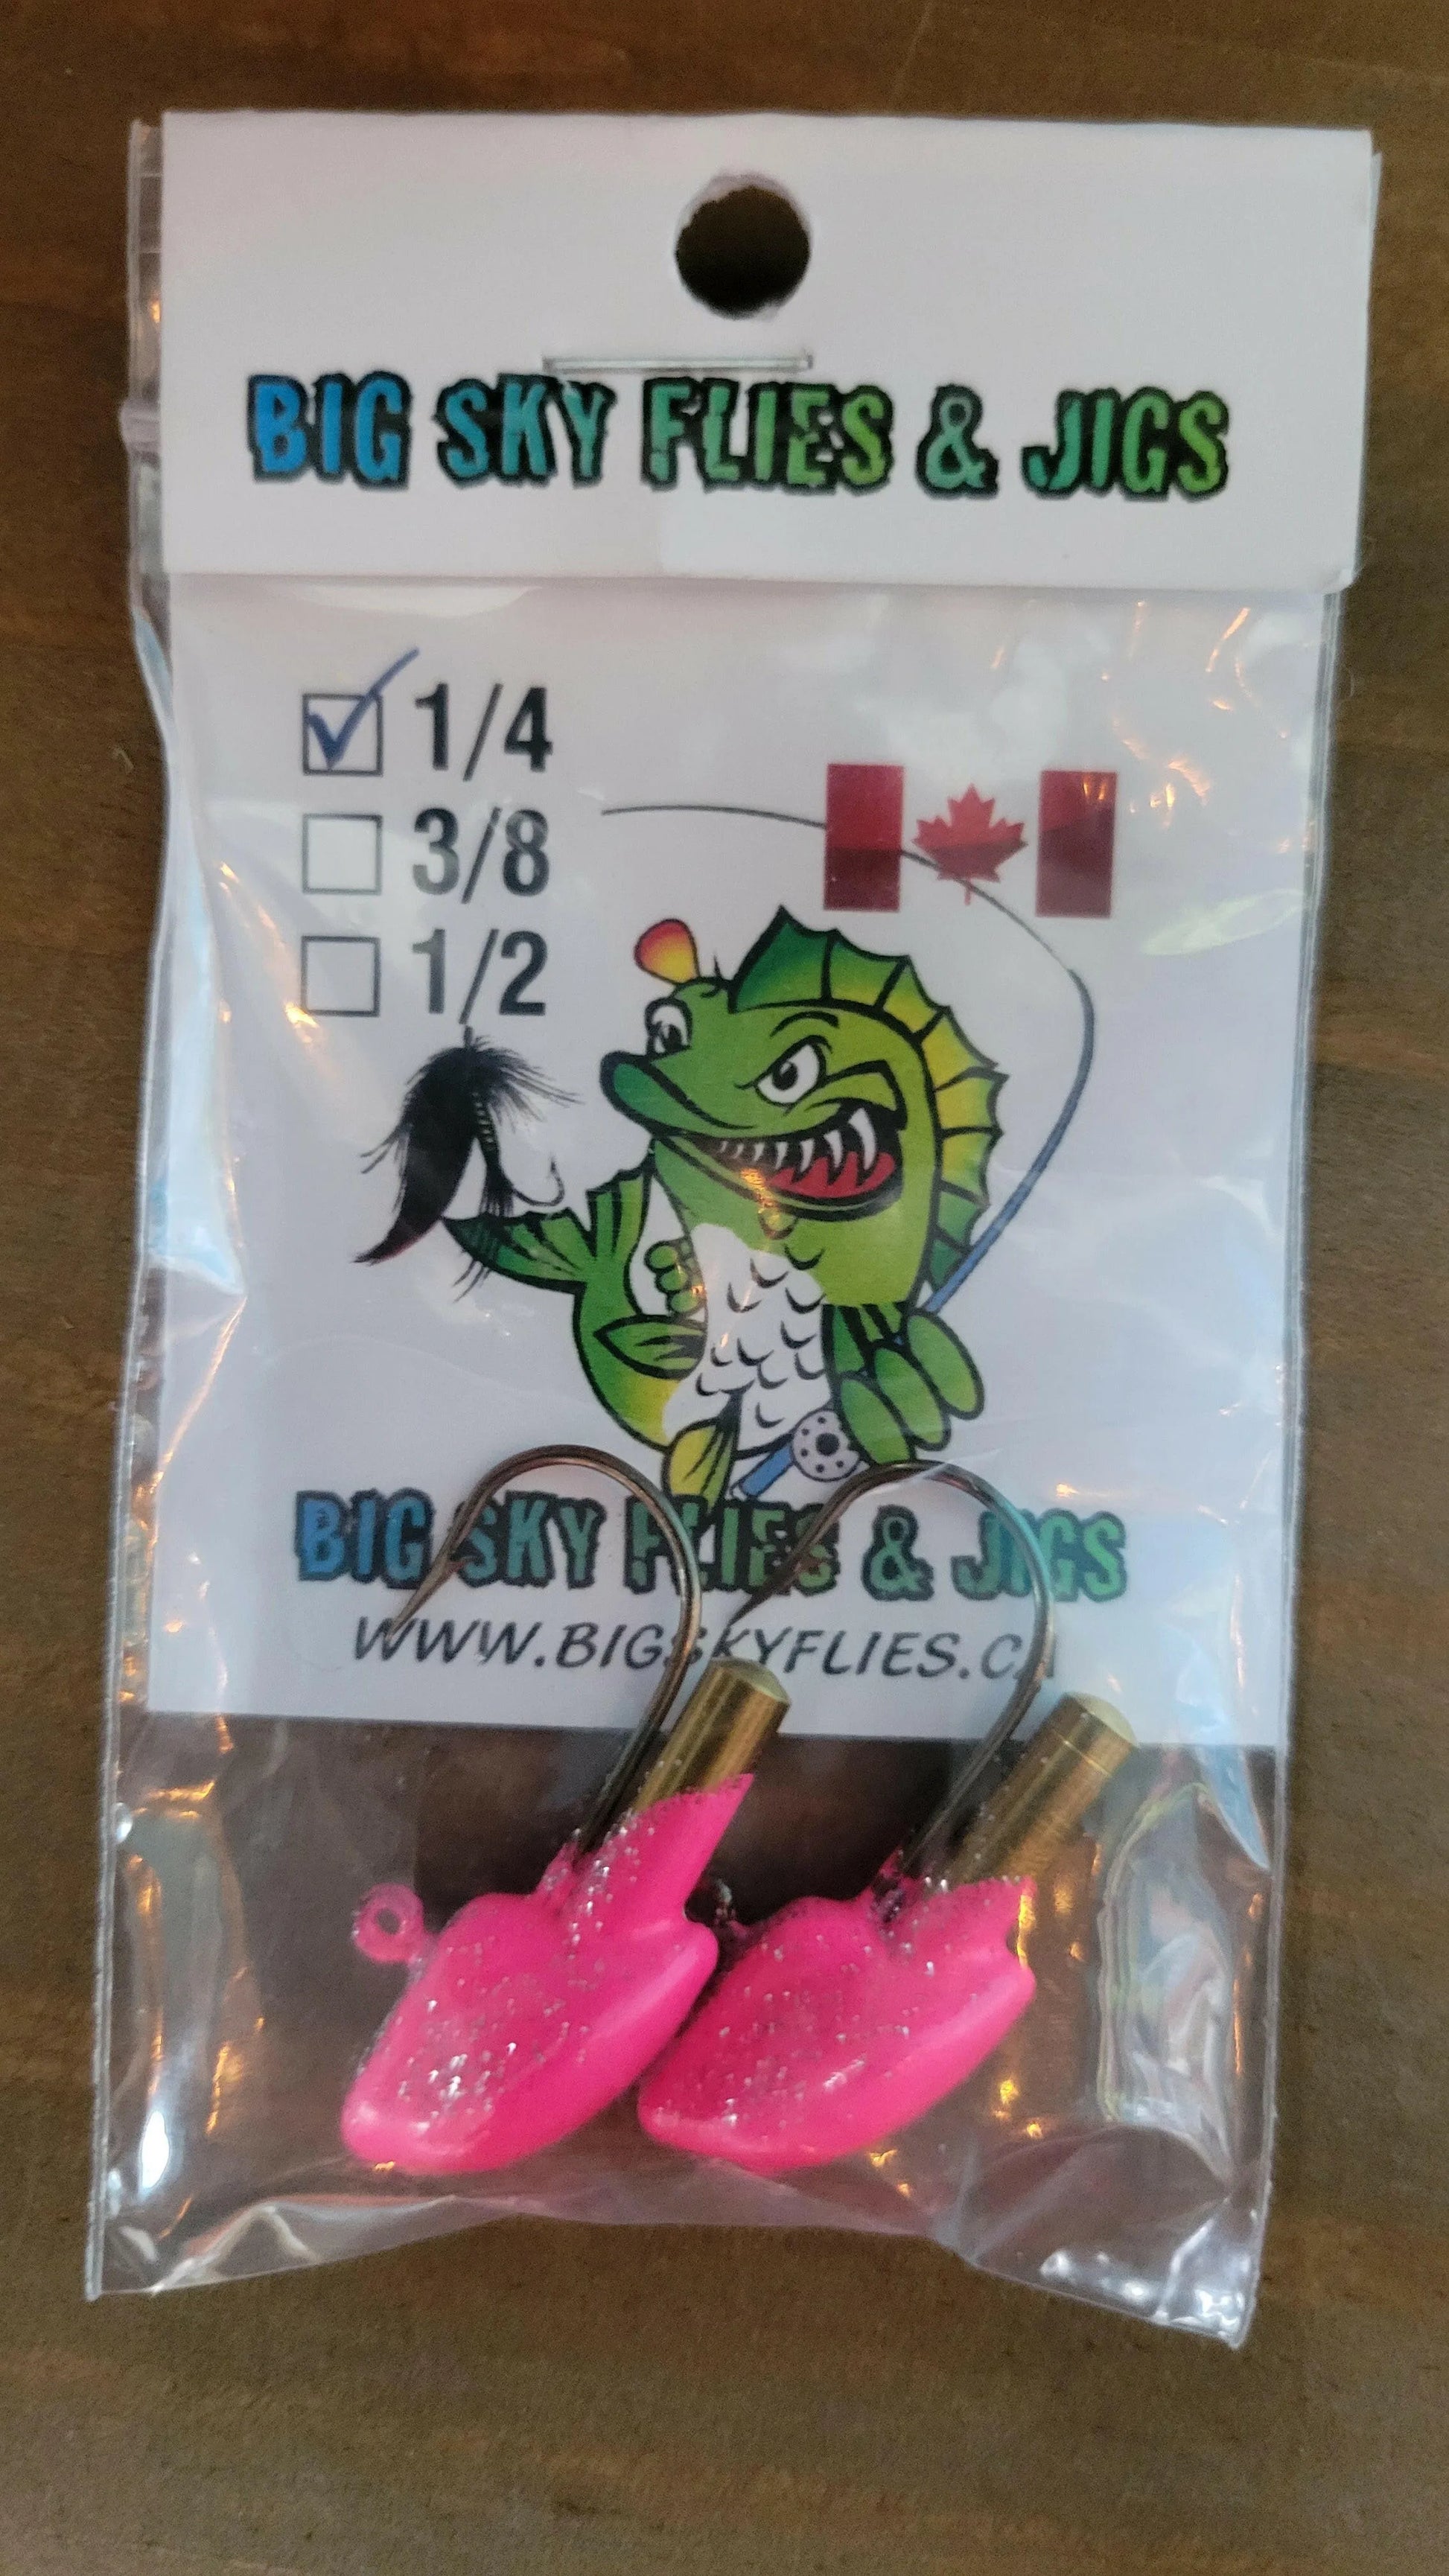 BIG SKY FLIES & JIGS
1/4
3/8
1/2
BIG SKY FLIES & JIGS
WWW.BIGSKYFLIES.CA